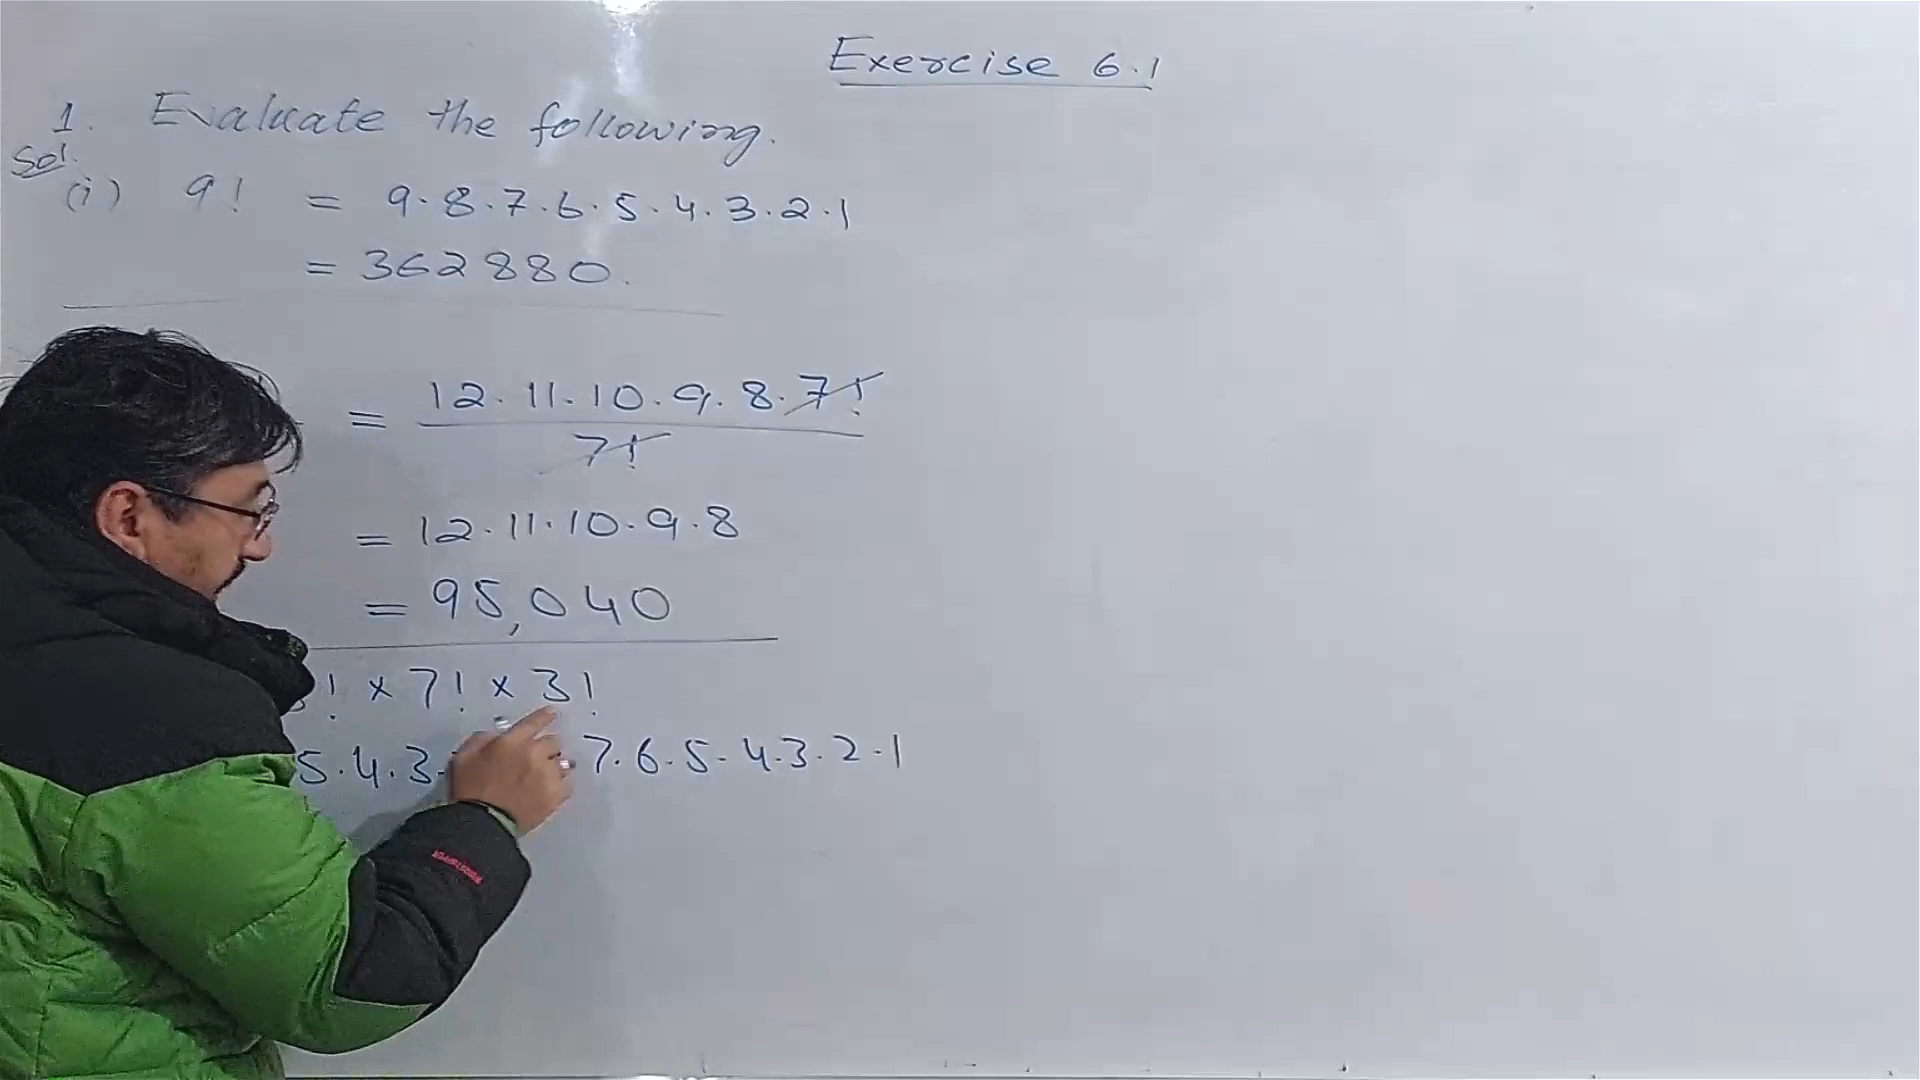 Exercise 6.1
1. Evaluate the following.
Sol.
(i) 9! = 9.8.7.6.5.4.3.2.1
= 362880.
= 12.11.10.9.8.7!
7!
= 12.11.10.9.8
= 95,040
! × 7! × 3!
5.4.3. 7.6.5.4.3.2.1